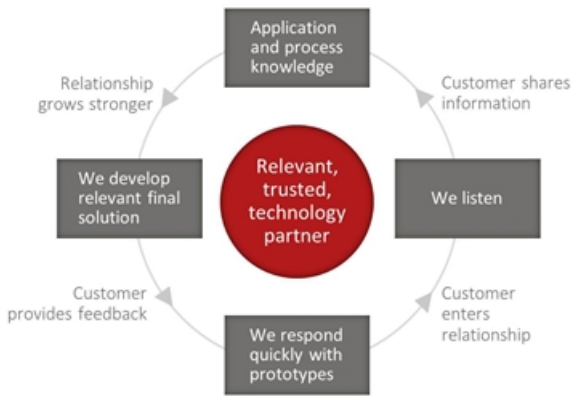 Application
and process
knowledge
Relationship
grows stronger
Customer shares
information
We develop
relevant final
solution
Relevant,
trusted,
technology
partner
We listen
Customer
provides feedback
Customer
enters
relationship
We respond
quickly with
prototypes